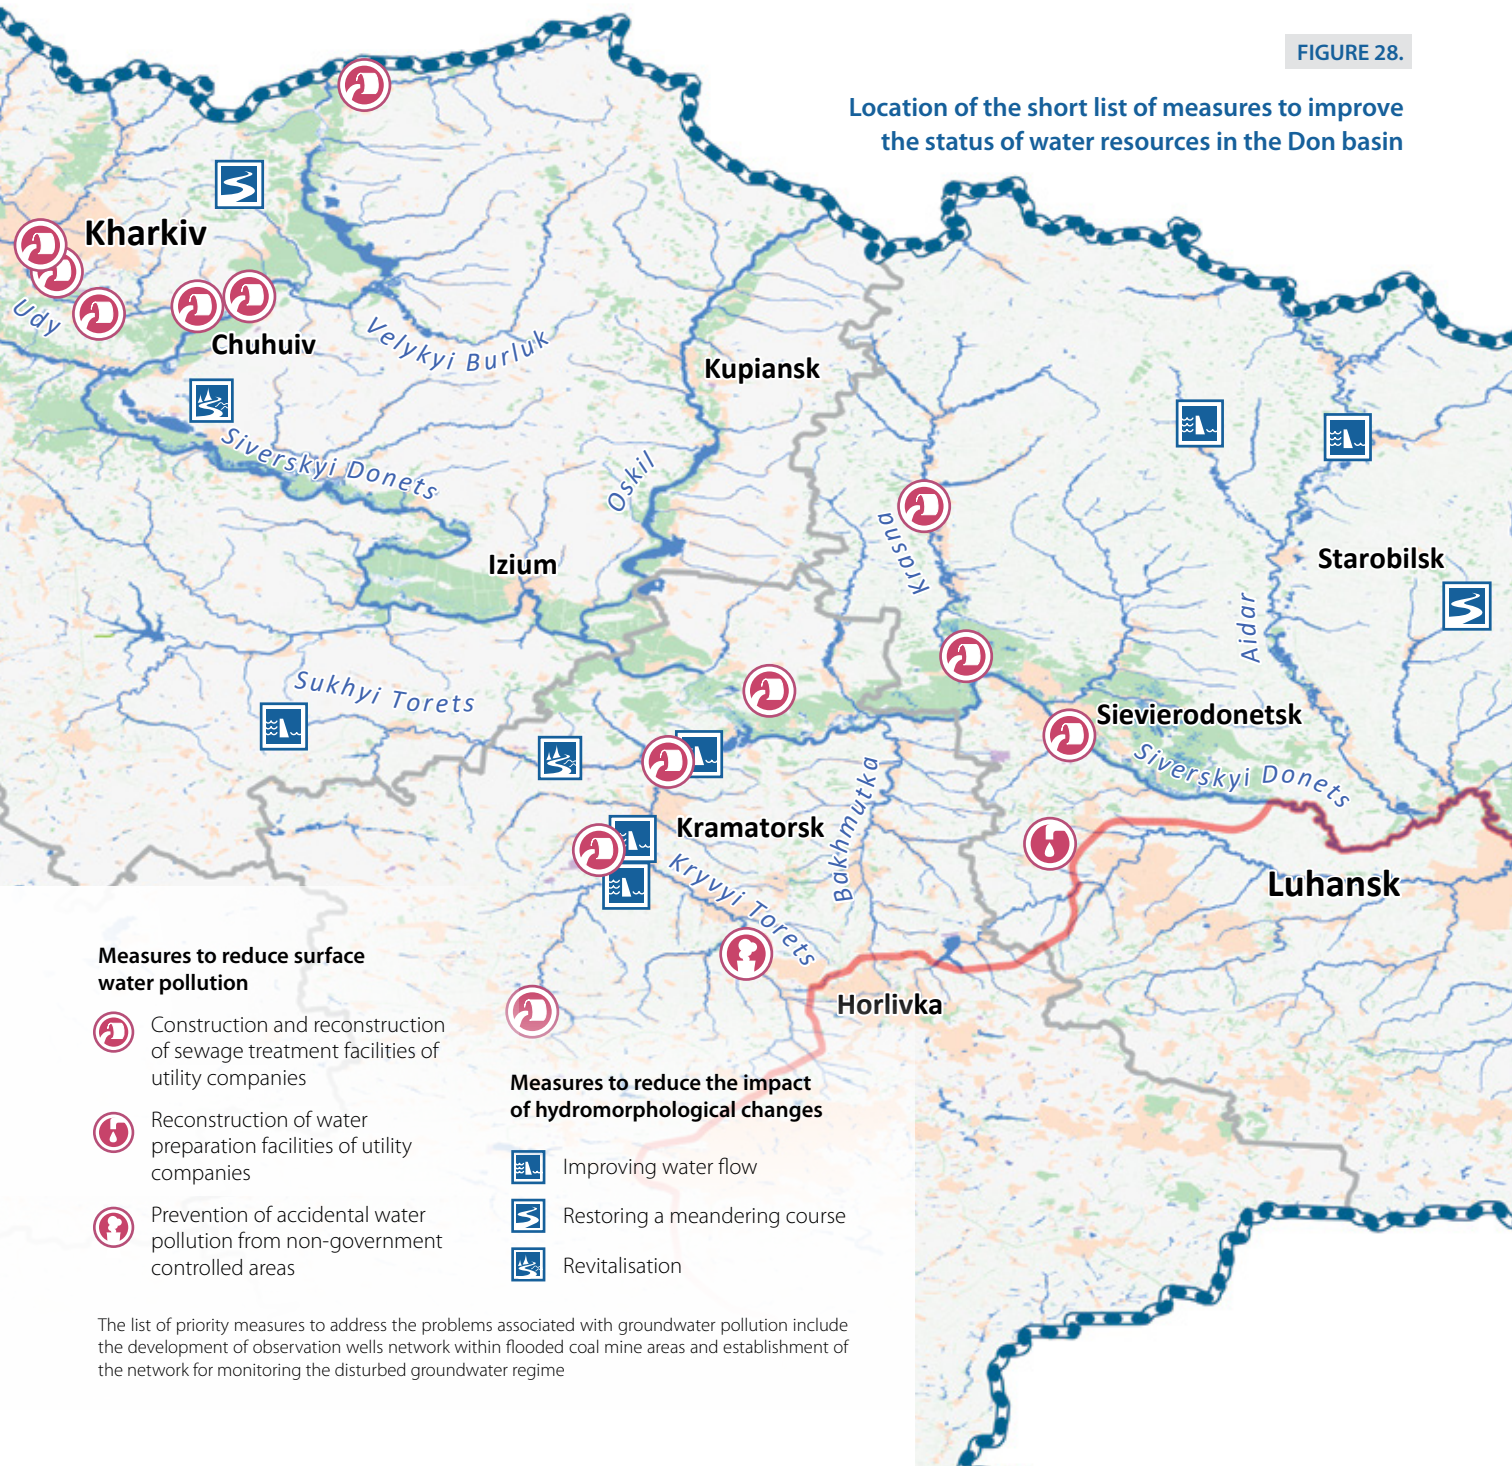 FIGURE 28.
Location of the short list of measures to improve
the status of water resources in the Don basin
Kharkiv
Udy
Chuhuiv
Velykyi Burluk
Kupiansk
Siverskyi Donets
Oskil
Izium
Krasna
Starobilsk
Aidar
Sukhyi Torets
Sievierodonetsk
Siverskyi Donets
Kramatorsk
Bakhmutka
Kryvyi Torets
Luhansk
Horlivka
Measures to reduce surface
water pollution
Construction and reconstruction
of sewage treatment facilities of
utility companies
Reconstruction of water
preparation facilities of utility
companies
Prevention of accidental water
pollution from non-government
controlled areas
Measures to reduce the impact
of hydromorphological changes
Improving water flow
Restoring a meandering course
Revitalisation
The list of priority measures to address the problems associated with groundwater pollution include
the development of observation wells network within flooded coal mine areas and establishment of
the network for monitoring the disturbed groundwater regime